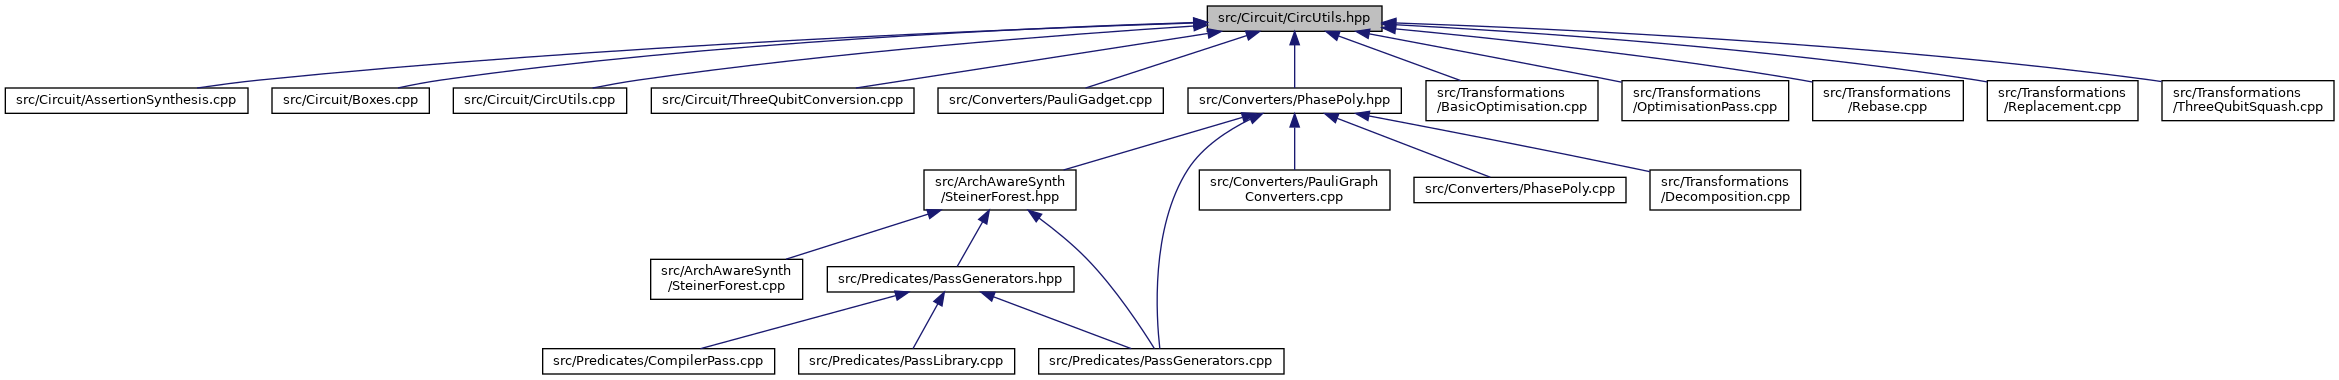 src/Circuit/CircUtils.hpp
src/Circuit/AssertionSynthesis.cpp
src/Circuit/Boxes.cpp
src/Circuit/CircUtils.cpp
src/Circuit/ThreeQubitConversion.cpp
src/Converters/PauliGadget.cpp
src/Converters/PhasePoly.hpp
src/Transformations
/BasicOptimisation.cpp
src/Transformations
/OptimisationPass.cpp
src/Transformations
/Rebase.cpp
src/Transformations
/Replacement.cpp
src/Transformations
/ThreeQubitSquash.cpp
src/ArchAwareSynth
/SteinerForest.hpp
src/Converters/PauliGraph
Converters.cpp
src/Converters/PhasePoly.cpp
src/Transformations
/Decomposition.cpp
src/ArchAwareSynth
/SteinerForest.cpp
src/Predicates/PassGenerators.hpp
src/Predicates/CompilerPass.cpp
src/Predicates/PassLibrary.cpp
src/Predicates/PassGenerators.cpp